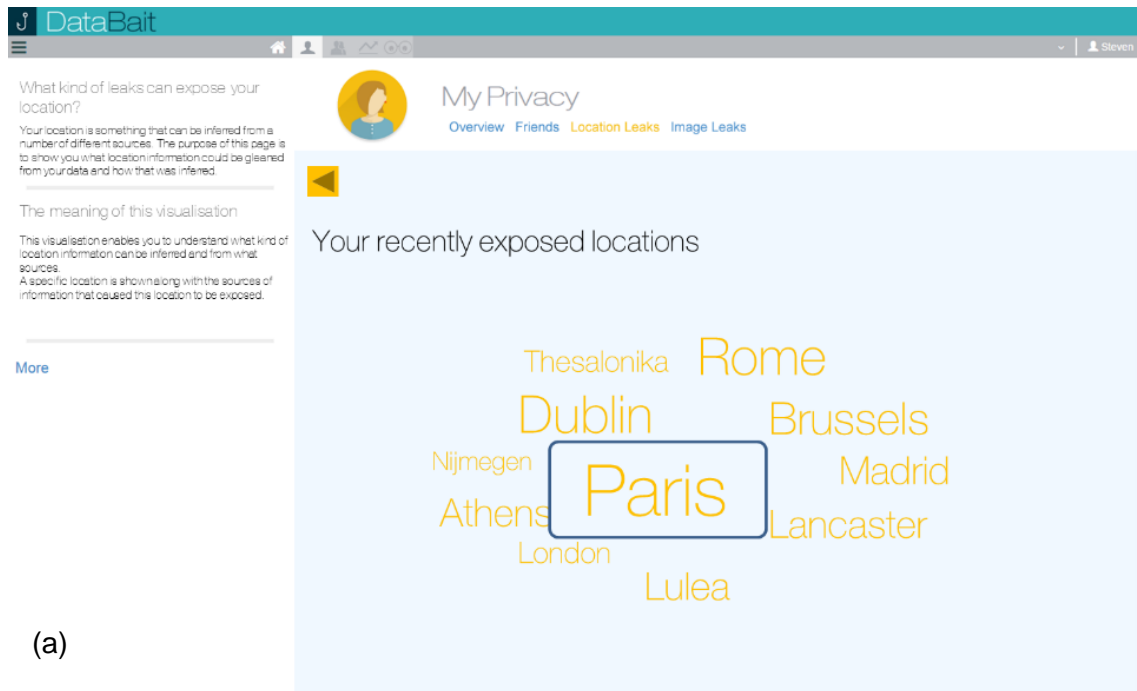 DataBait
Steven
What kind of leaks can expose your
location?
Your location is something that can be inferred from a
number of different sources. The purpose of this page is
to show you what location information could be gleaned
from your data and how that was inferred.
The meaning of this visualisation
This visualisation enables you to understand what kind of
location information can be inferred and from what
sources.
A specific location is shown along with the sources of
information that caused this location to be exposed.
More
My Privacy
Overview Friends Location Leaks Image Leaks
Your recently exposed locations
Thesalonika Rome
Dublin Brussels
Nijmegen Paris Madrid
Athens Lancaster
London
Lulea
(a)